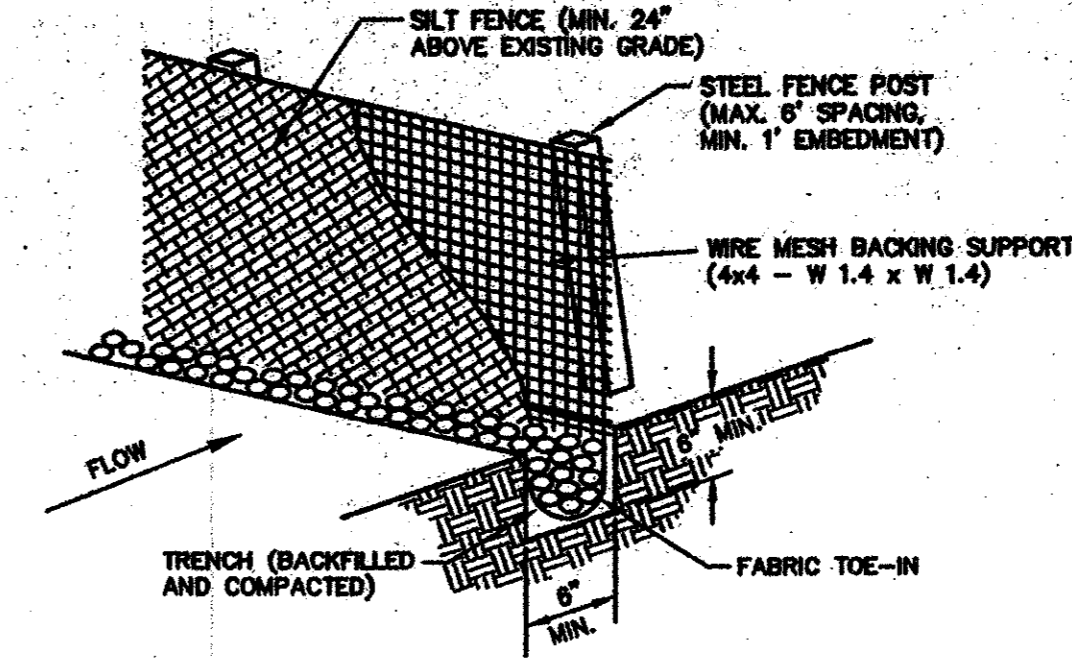 SILT FENCE (MIN. 24"
ABOVE EXISTING GRADE)
STEEL FENCE POST
(MAX. 6' SPACING,
MIN. 1' EMBEDMENT)
WIRE MESH BACKING SUPPORT
(4x4 - W 1.4 x W 1.4)
6" MIN.
FLOW
TRENCH (BACKFILLED
AND COMPACTED)
FABRIC TOE-IN
6"
MIN.